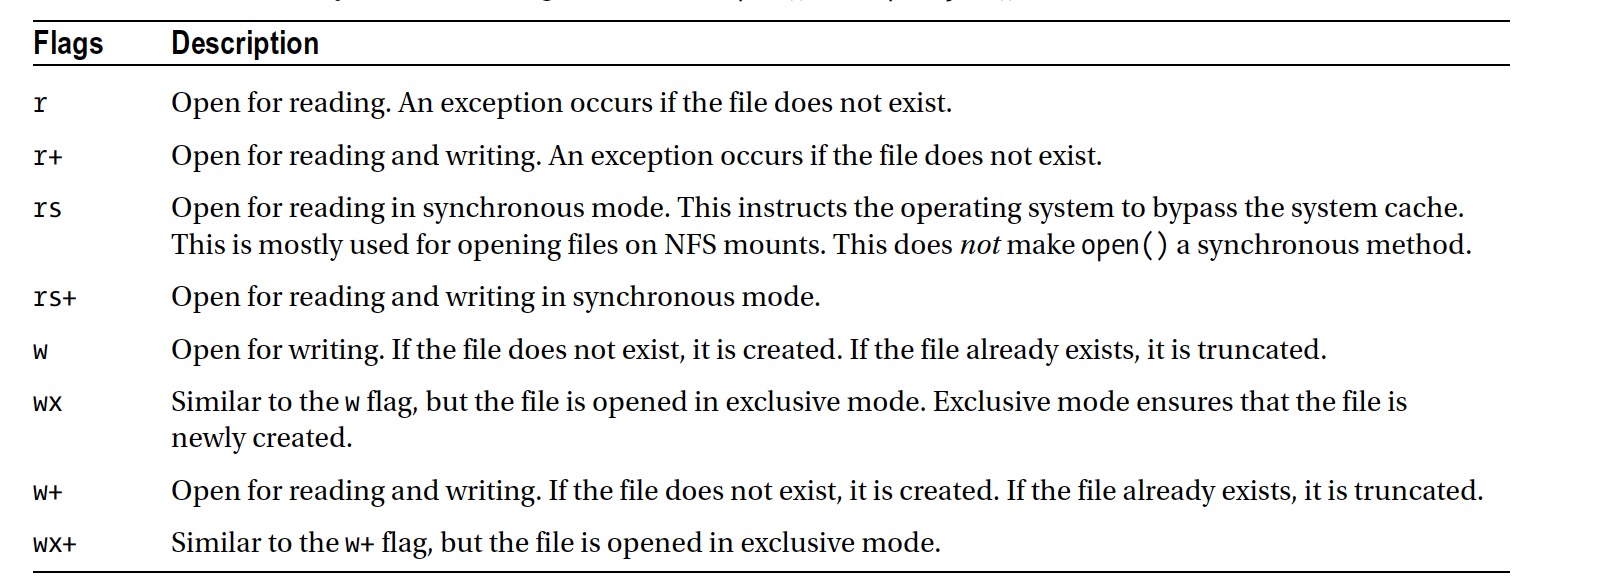 Flags Description
r Open for reading. An exception occurs if the file does not exist.
r+ Open for reading and writing. An exception occurs if the file does not exist.
rs Open for reading in synchronous mode. This instructs the operating system to bypass the system cache.
This is mostly used for opening files on NFS mounts. This does not make open() a synchronous method.
rs+ Open for reading and writing in synchronous mode.
w Open for writing. If the file does not exist, it is created. If the file already exists, it is truncated.
wx Similar to the w flag, but the file is opened in exclusive mode. Exclusive mode ensures that the file is
newly created.
w+ Open for reading and writing. If the file does not exist, it is created. If the file already exists, it is truncated.
wx+ Similar to the w+ flag, but the file is opened in exclusive mode.